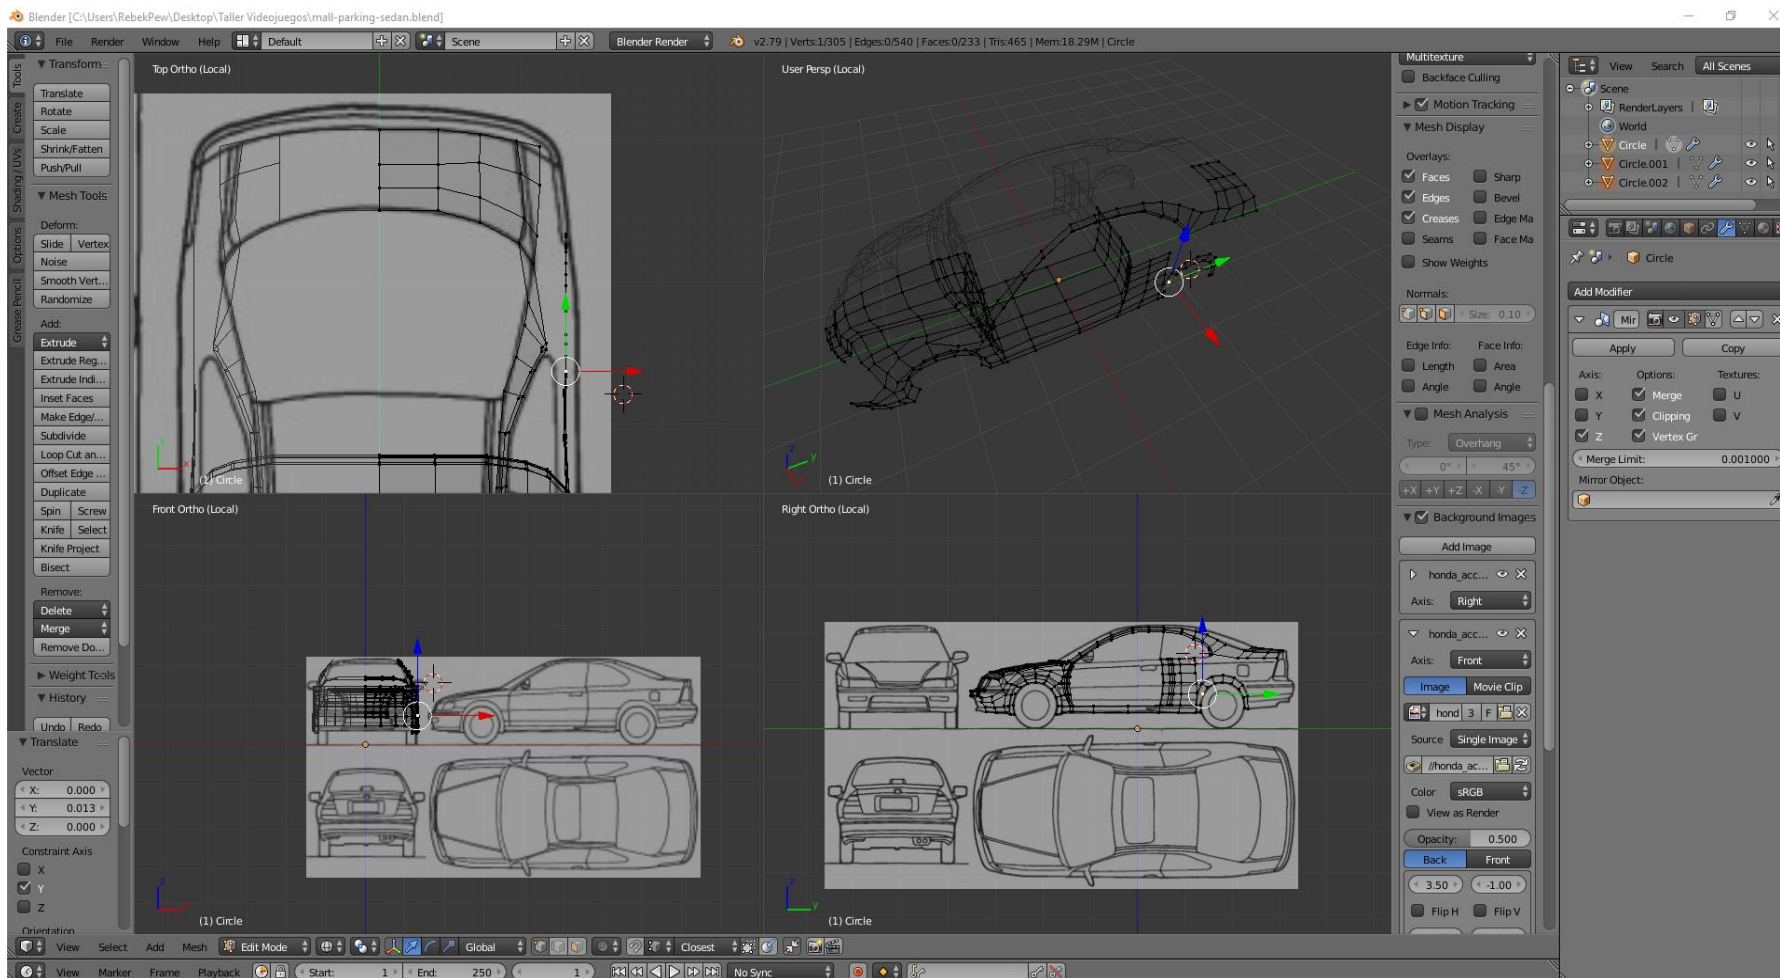 Blender [C:\Users\RebekPew\Desktop\Taller Videojuegos\mall-parking-sedan.blend]
File Render Window Help Default Scene Blender Render v2.79 | Verts:1/305 | Edges:0/540 | Faces:0/233 | Tris:465 | Mem:18.29M | Circle
Tools
Create
Shading / UVs
Options
Grease Pencil
Transform
Translate
Rotate
Scale
Shrink/Fatten
Push/Pull
Mesh Tools
Deform:
Slide Vertex
Noise
Smooth Vert...
Randomize
Add:
Extrude
Extrude Reg...
Extrude Indi...
Inset Faces
Make Edge/...
Subdivide
Loop Cut an...
Offset Edge ...
Duplicate
Spin Screw
Knife Select
Knife Project
Bisect
Remove:
Delete
Merge
Remove Do...
Weight Tools
History
Undo Redo
Translate
Vector
X: 0.000
Y: 0.013
Z: 0.000
Constraint Axis
X
Y
Z
Orientation
Top Ortho (Local)
y
x
(1) Circle
User Persp (Local)
z
y
(1) Circle
Front Ortho (Local)
z
x
(1) Circle
Right Ortho (Local)
z
y
(1) Circle
Multitexture
Backface Culling
Motion Tracking
Mesh Display
Overlays:
Faces Sharp
Edges Bevel
Creases Edge Ma
Seams Face Ma
Show Weights
Normals:
Size: 0.10
Edge Info: Face Info:
Length Area
Angle Angle
Mesh Analysis
Type: Overhang
0° 45°
+X +Y +Z -X -Y -Z
Background Images
Add Image
honda_acc...
Axis: Right
honda_acc...
Axis: Front
Image Movie Clip
hond 3 F
Source Single Image
//honda_ac...
Color sRGB
View as Render
Opacity: 0.500
Back Front
3.50 -1.00
Flip H Flip V
View Search All Scenes
Scene
RenderLayers |
World
Circle |
Circle.001 |
Circle.002 |
Circle
Add Modifier
Mir
Apply Copy
Axis: Options: Textures:
X Merge U
Y Clipping V
Z Vertex Gr
Merge Limit: 0.001000
Mirror Object:
View Select Add Mesh Edit Mode Global Closest
View Marker Frame Playback Start: 1 End: 250 1 No Sync